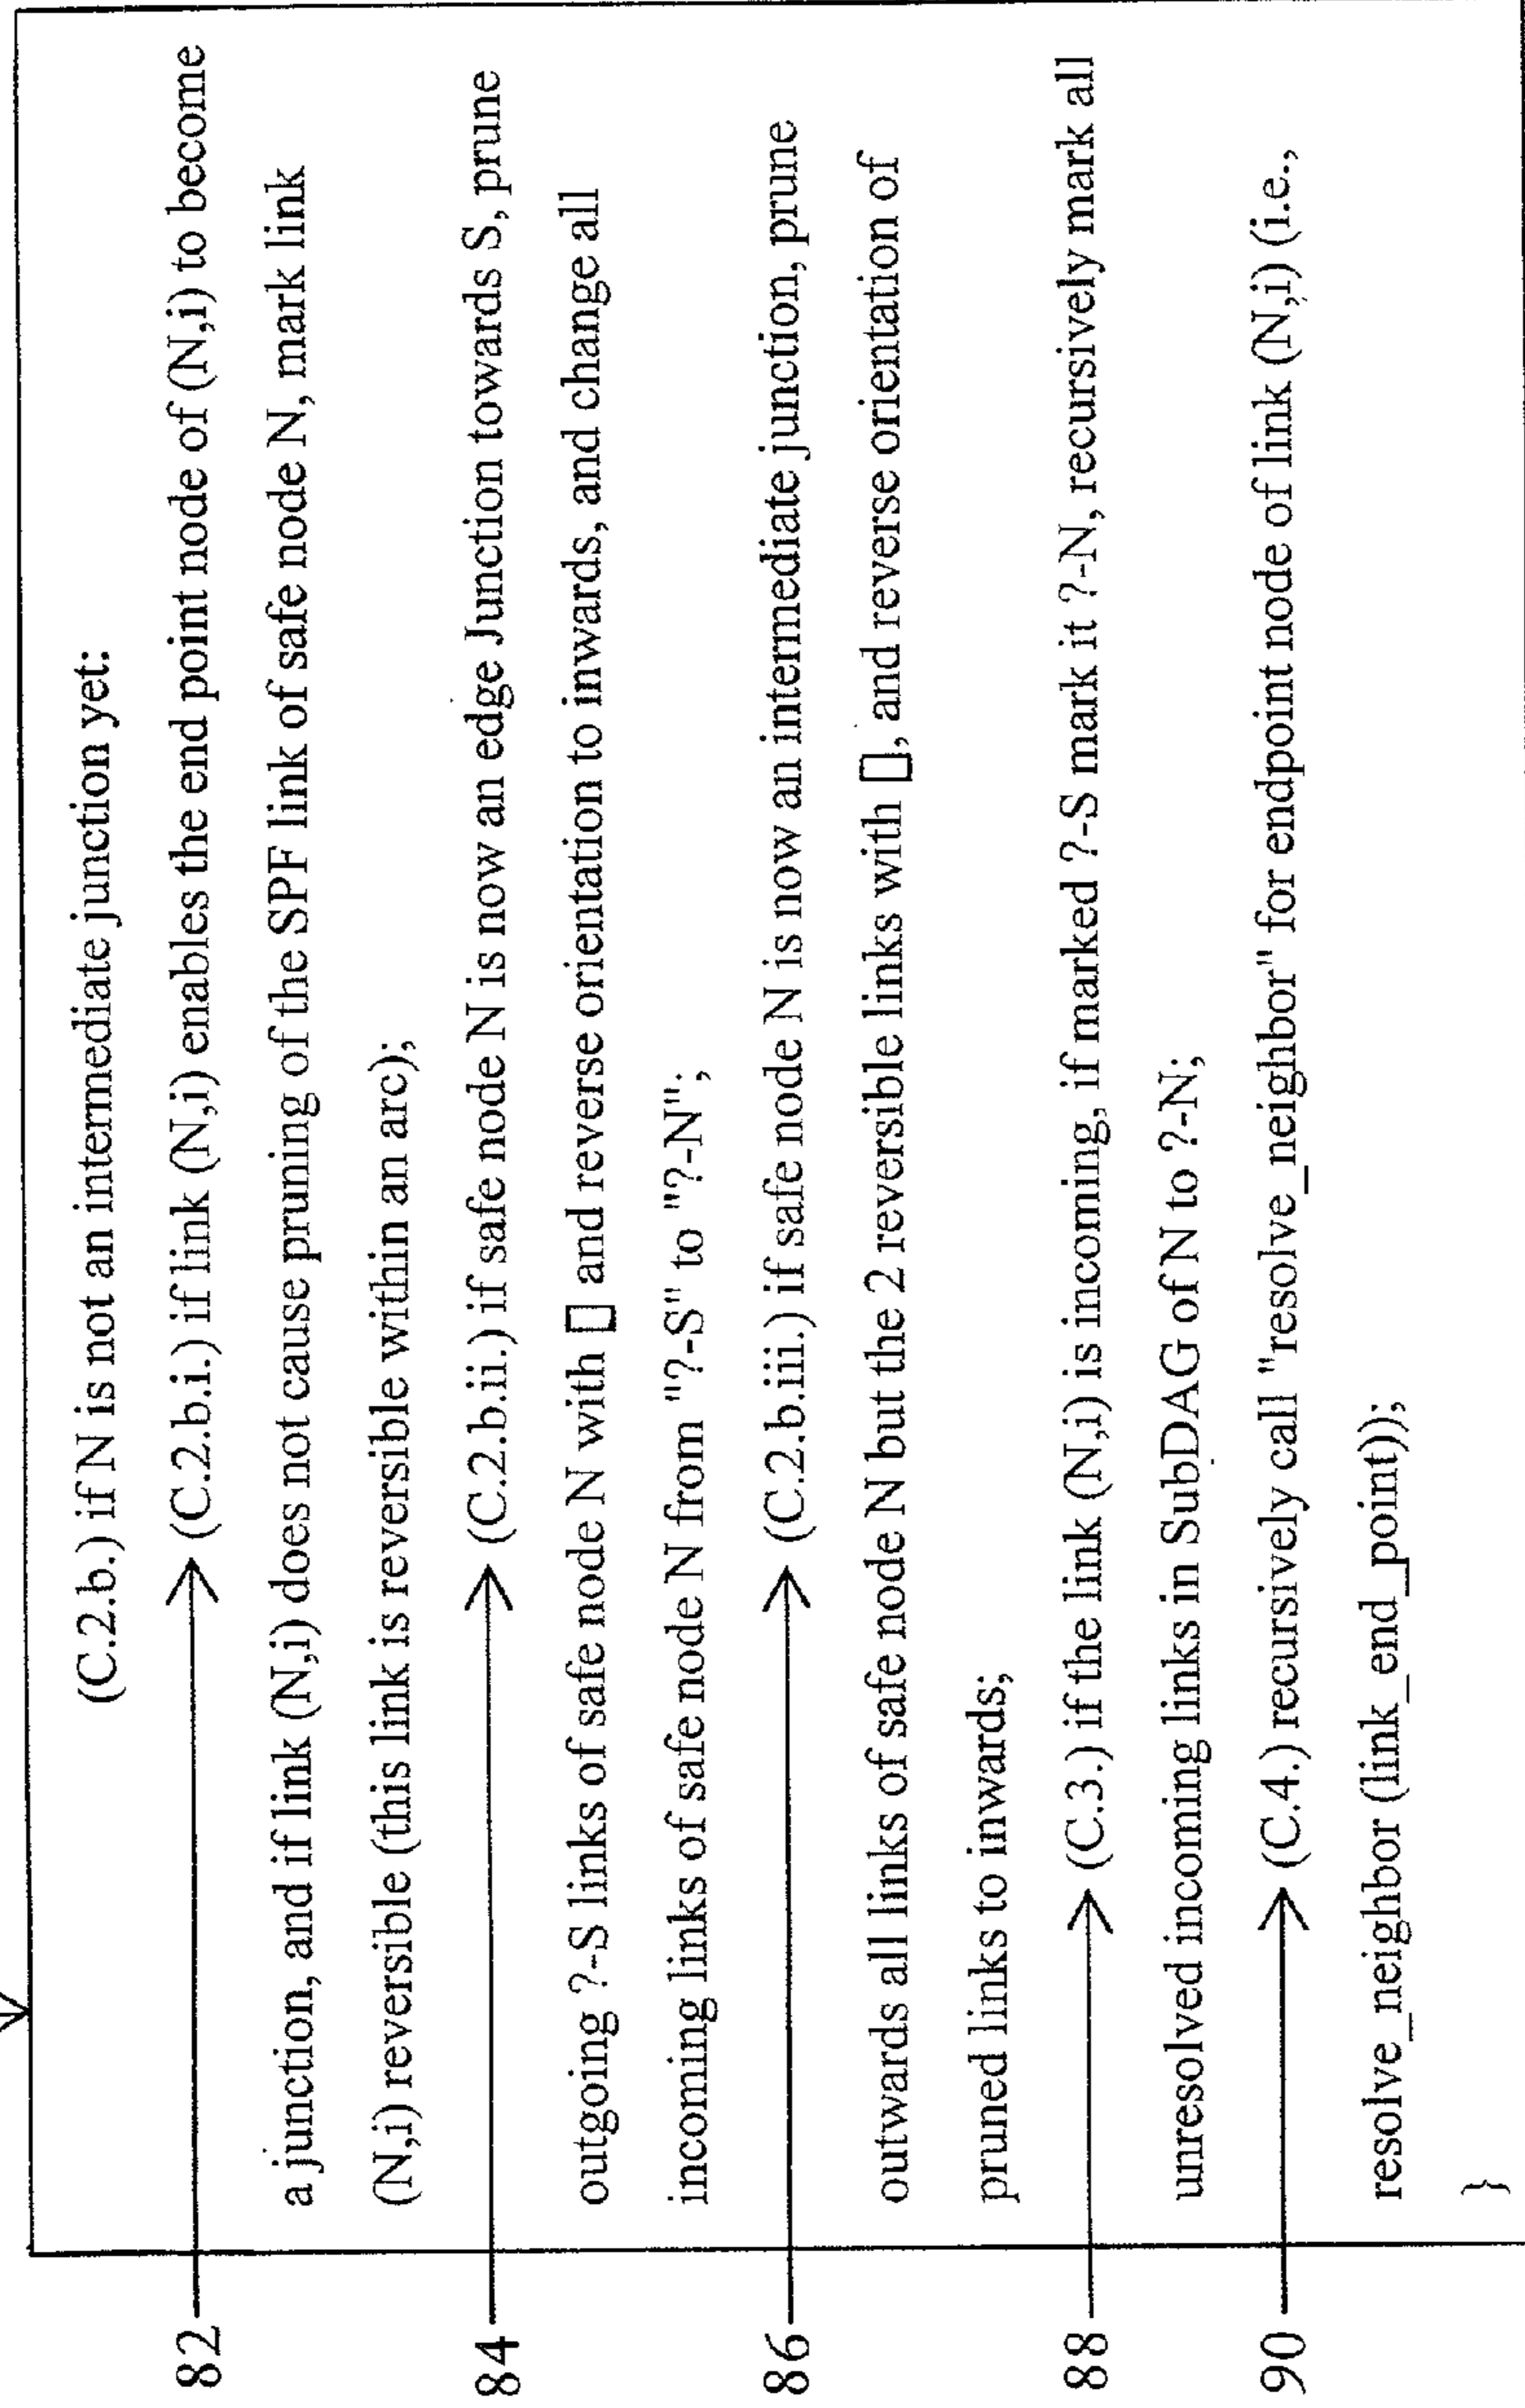 (C.2.b.) if N is not an intermediate junction yet:
82 (C.2.b.i.) if link (N,i) enables the end point node of (N,i) to become
a junction, and if link (N,i) does not cause pruning of the SPF link of safe node N, mark link
(N,i) reversible (this link is reversible within an arc);
84 (C.2.b.ii.) if safe node N is now an edge Junction towards S, prune
outgoing ?-S links of safe node N with [] and reverse orientation to inwards, and change all
incoming links of safe node N from "?-S" to "?-N";
86 (C.2.b.iii.) if safe node N is now an intermediate junction, prune
outwards all links of safe node N but the 2 reversible links with [], and reverse orientation of
pruned links to inwards;
88 (C.3.) if the link (N,i) is incoming, if marked ?-S mark it ?-N, recursively mark all
unresolved incoming links in SubDAG of N to ?-N;
90 (C.4.) recursively call "resolve_neighbor" for endpoint node of link (N,i) (i.e.,
resolve_neighbor (link_end_point));
}